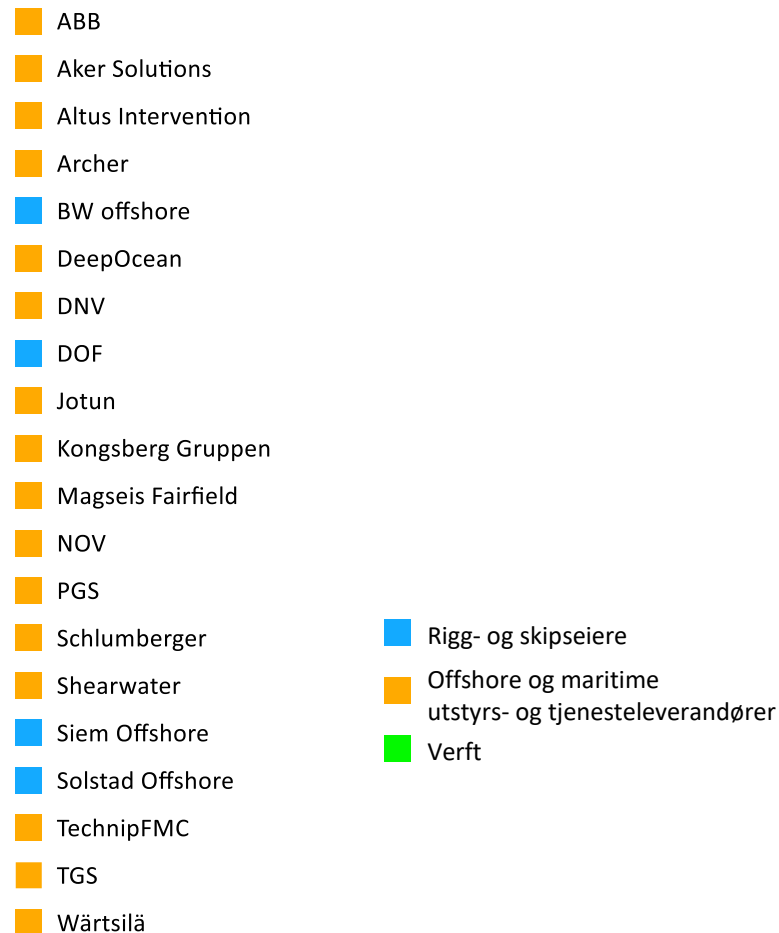 ABB
Aker Solutions
Altus Intervention
Archer
BW offshore
DeepOcean
DNV
DOF
Jotun
Kongsberg Gruppen
Magseis Fairfield
NOV
PGS
Schlumberger
Shearwater
Siem Offshore
Solstad Offshore
TechnipFMC
TGS
Wärtsilä
Rigg- og skipseiere
Offshore og maritime
utstyrs- og tjenesteleverandører
Verft